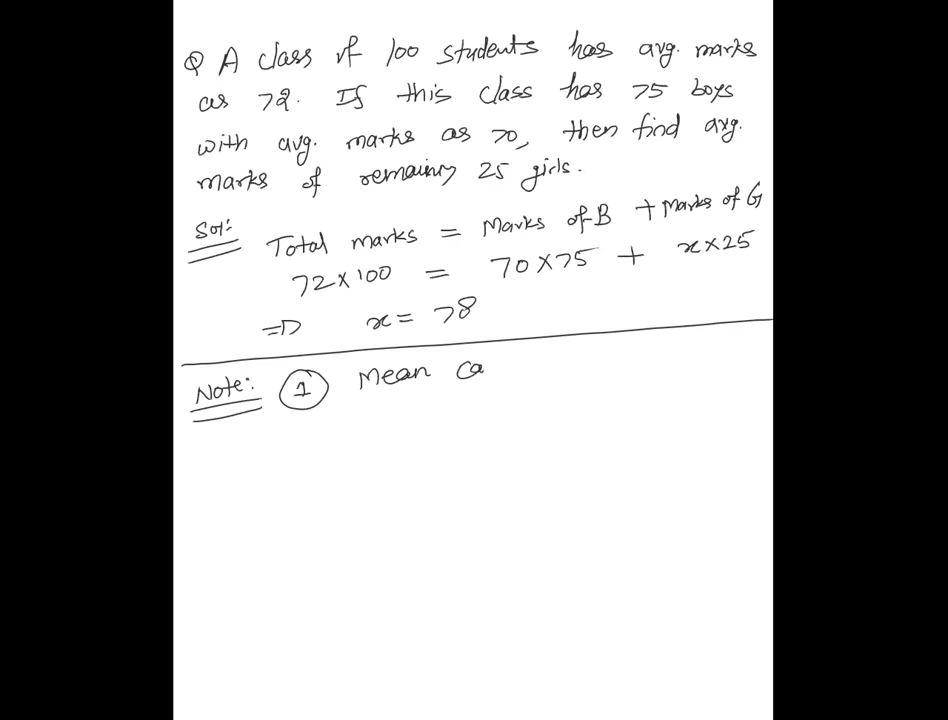 Q A class of 100 students has avg. marks
as 72. If this class has 75 boys
with avg. marks as 70, then find avg.
marks of remaining 25 girls.
Sol: Total marks = Marks of B + Marks of G
72 × 100 = 70 × 75 + x × 25
⇒ x = 78
Note: 1 Mean Ca